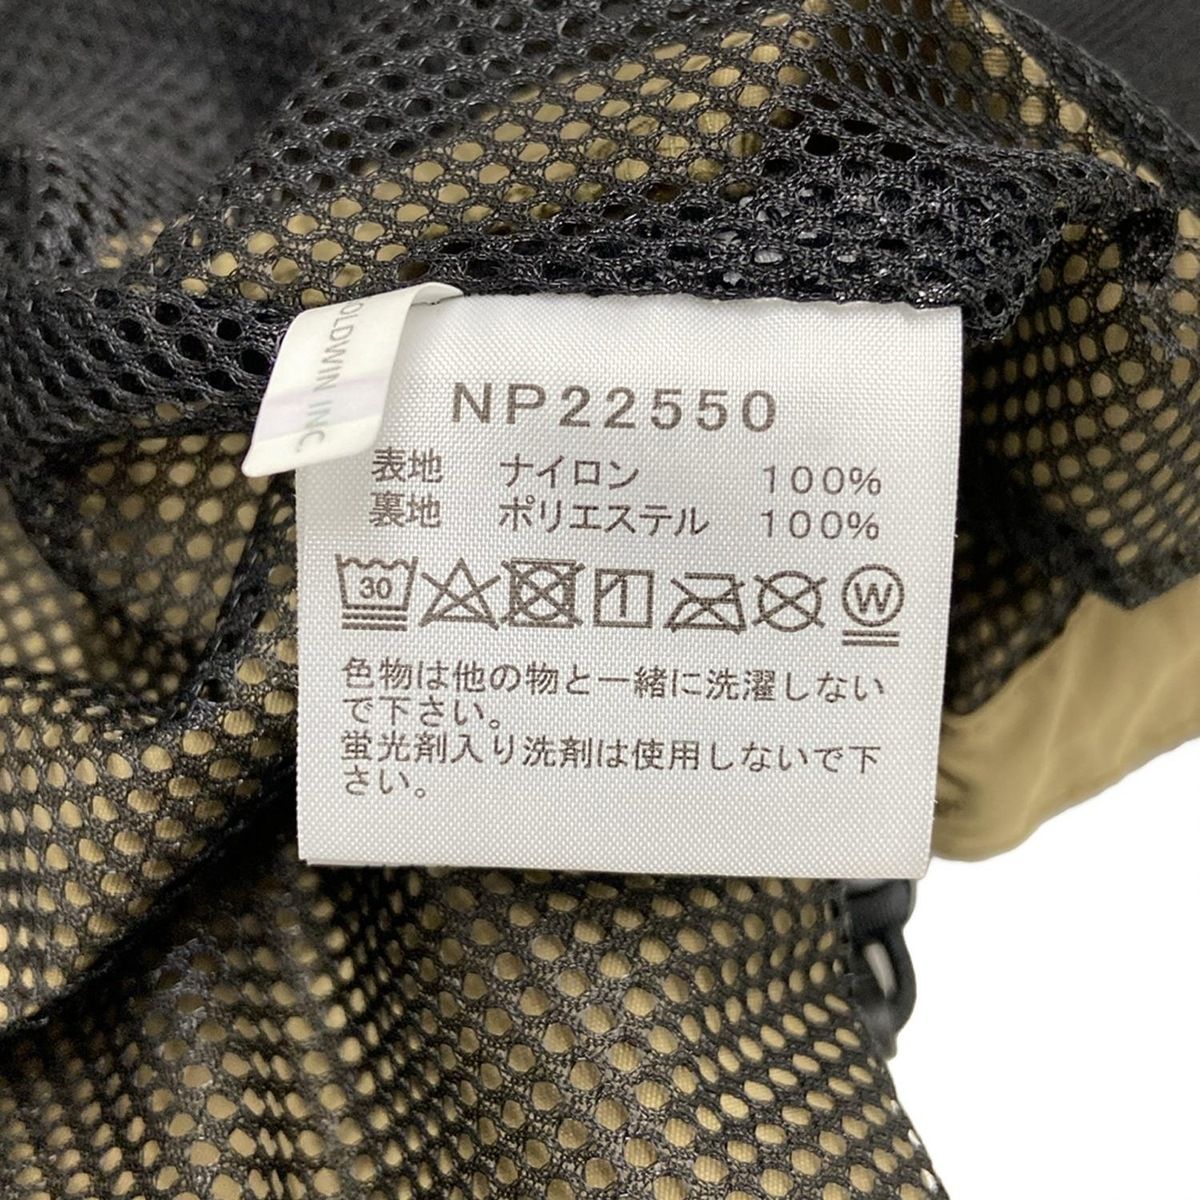 OLDWIN INC.
NP22550
表地 ナイロン 100%
裏地 ポリエステル 100%
30 1 W
色物は他の物と一緒に洗濯しない
で下さい。
蛍光剤入り洗剤は使用しないで下
さい。